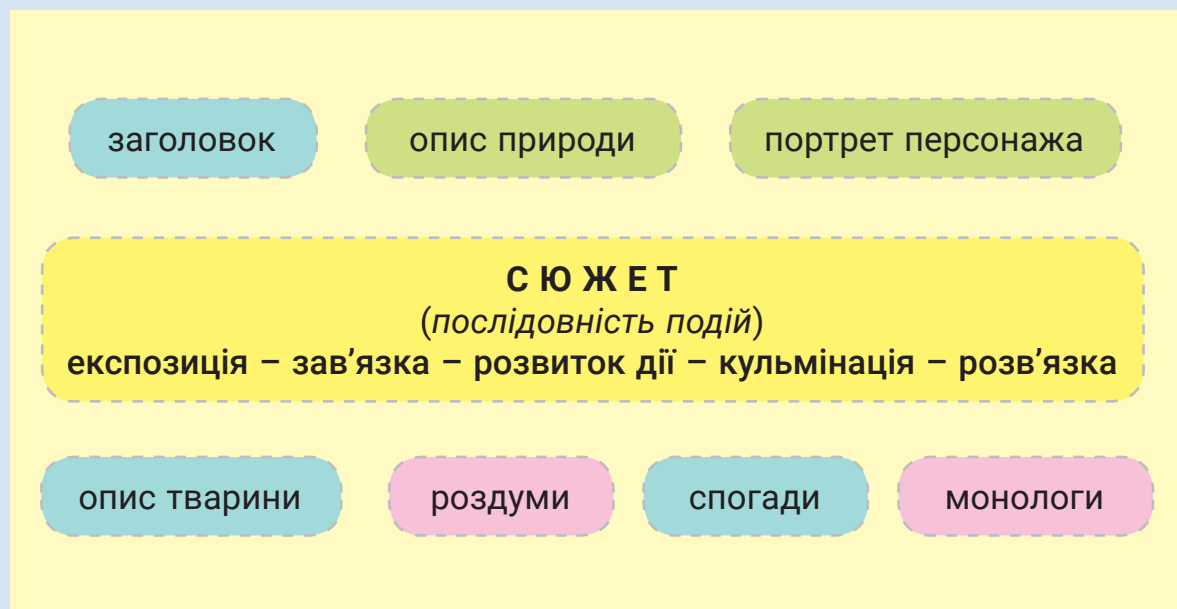 заголовок
опис природи
портрет персонажа
СЮЖЕТ
(послідовність подій)
експозиція – зав’язка – розвиток дії – кульмінація – розв’язка
опис тварини
роздуми
спогади
монологи